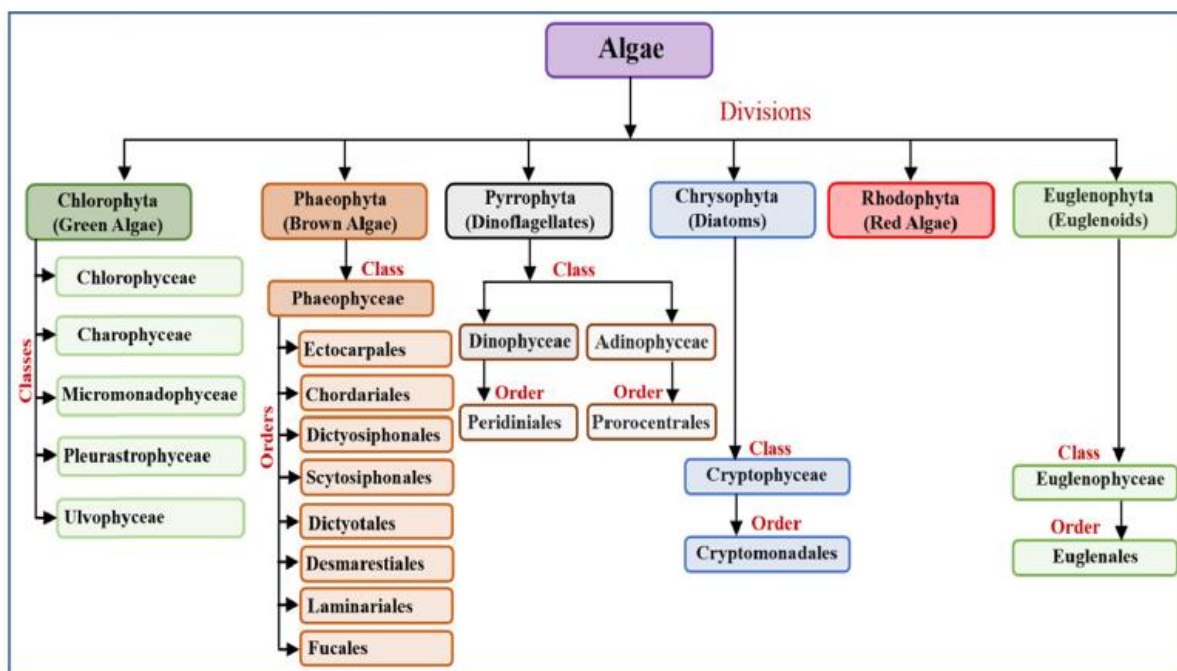 Algae
Divisions
Chlorophyta
(Green Algae)
Phaeophyta
(Brown Algae)
Pyrrophyta
(Dinoflagellates)
Chrysophyta
(Diatoms)
Rhodophyta
(Red Algae)
Euglenophyta
(Euglenoids)
Classes
Chlorophyceae
Charophyceae
Micromonadophyceae
Pleurastrophyceae
Ulvophyceae
Class
Phaeophyceae
Orders
Ectocarpales
Chordariales
Dictyosiphonales
Scytosiphonales
Dictyotales
Desmarestiales
Laminariales
Fucales
Class
Dinophyceae
Adinophyceae
Order
Order
Peridiniales
Prorocentrales
Class
Cryptophyceae
Order
Cryptomonadales
Class
Euglenophyceae
Order
Euglenales